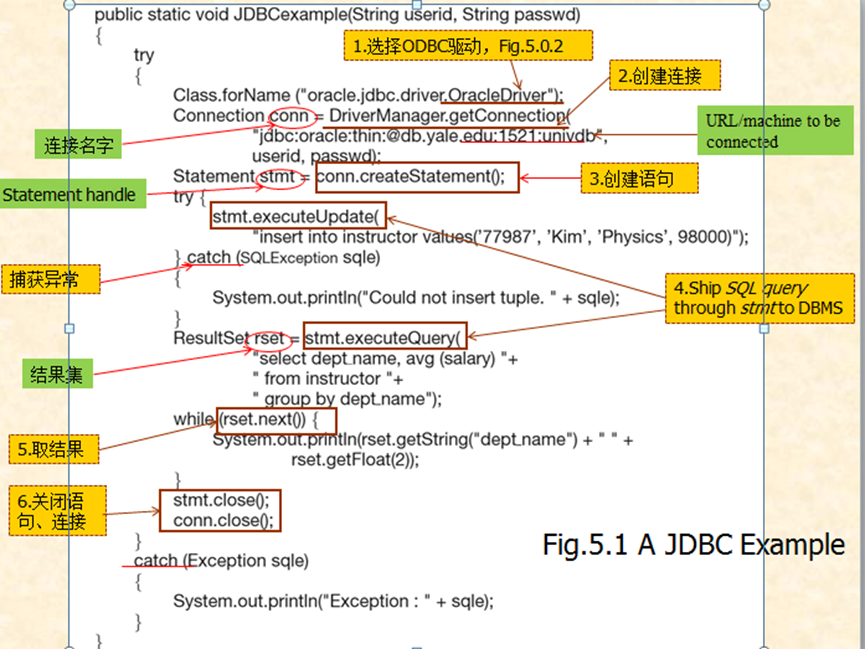 public static void JDBCexample(String userid, String passwd)
{
try
1.选择ODBC驱动，Fig.5.0.2
{
2.创建连接
Class.forName ("oracle.jdbc.driver.OracleDriver");
Connection conn = DriverManager.getConnection(
连接名字
"jdbc:oracle:thin:@db.yale.edu:1521:univdb",
URL/machine to be
connected
userid, passwd);
Statement stmt = conn.createStatement();
3.创建语句
Statement handle
try {
stmt.executeUpdate(
"insert into instructor values(’77987’, ’Kim’, ’Physics’, 98000)");
} catch (SQLException sqle)
捕获异常
{
4.Ship SQL query
through stmt to DBMS
System.out.println("Could not insert tuple. " + sqle);
}
ResultSet rset = stmt.executeQuery(
"select dept_name, avg (salary) "+
结果集
" from instructor "+
" group by dept_name");
while (rset.next()) {
5.取结果
System.out.println(rset.getString("dept_name") + " " +
rset.getFloat(2));
}
6.关闭语
句、连接
stmt.close();
conn.close();
}
Fig.5.1 A JDBC Example
catch (Exception sqle)
{
System.out.println("Exception : " + sqle);
}
}